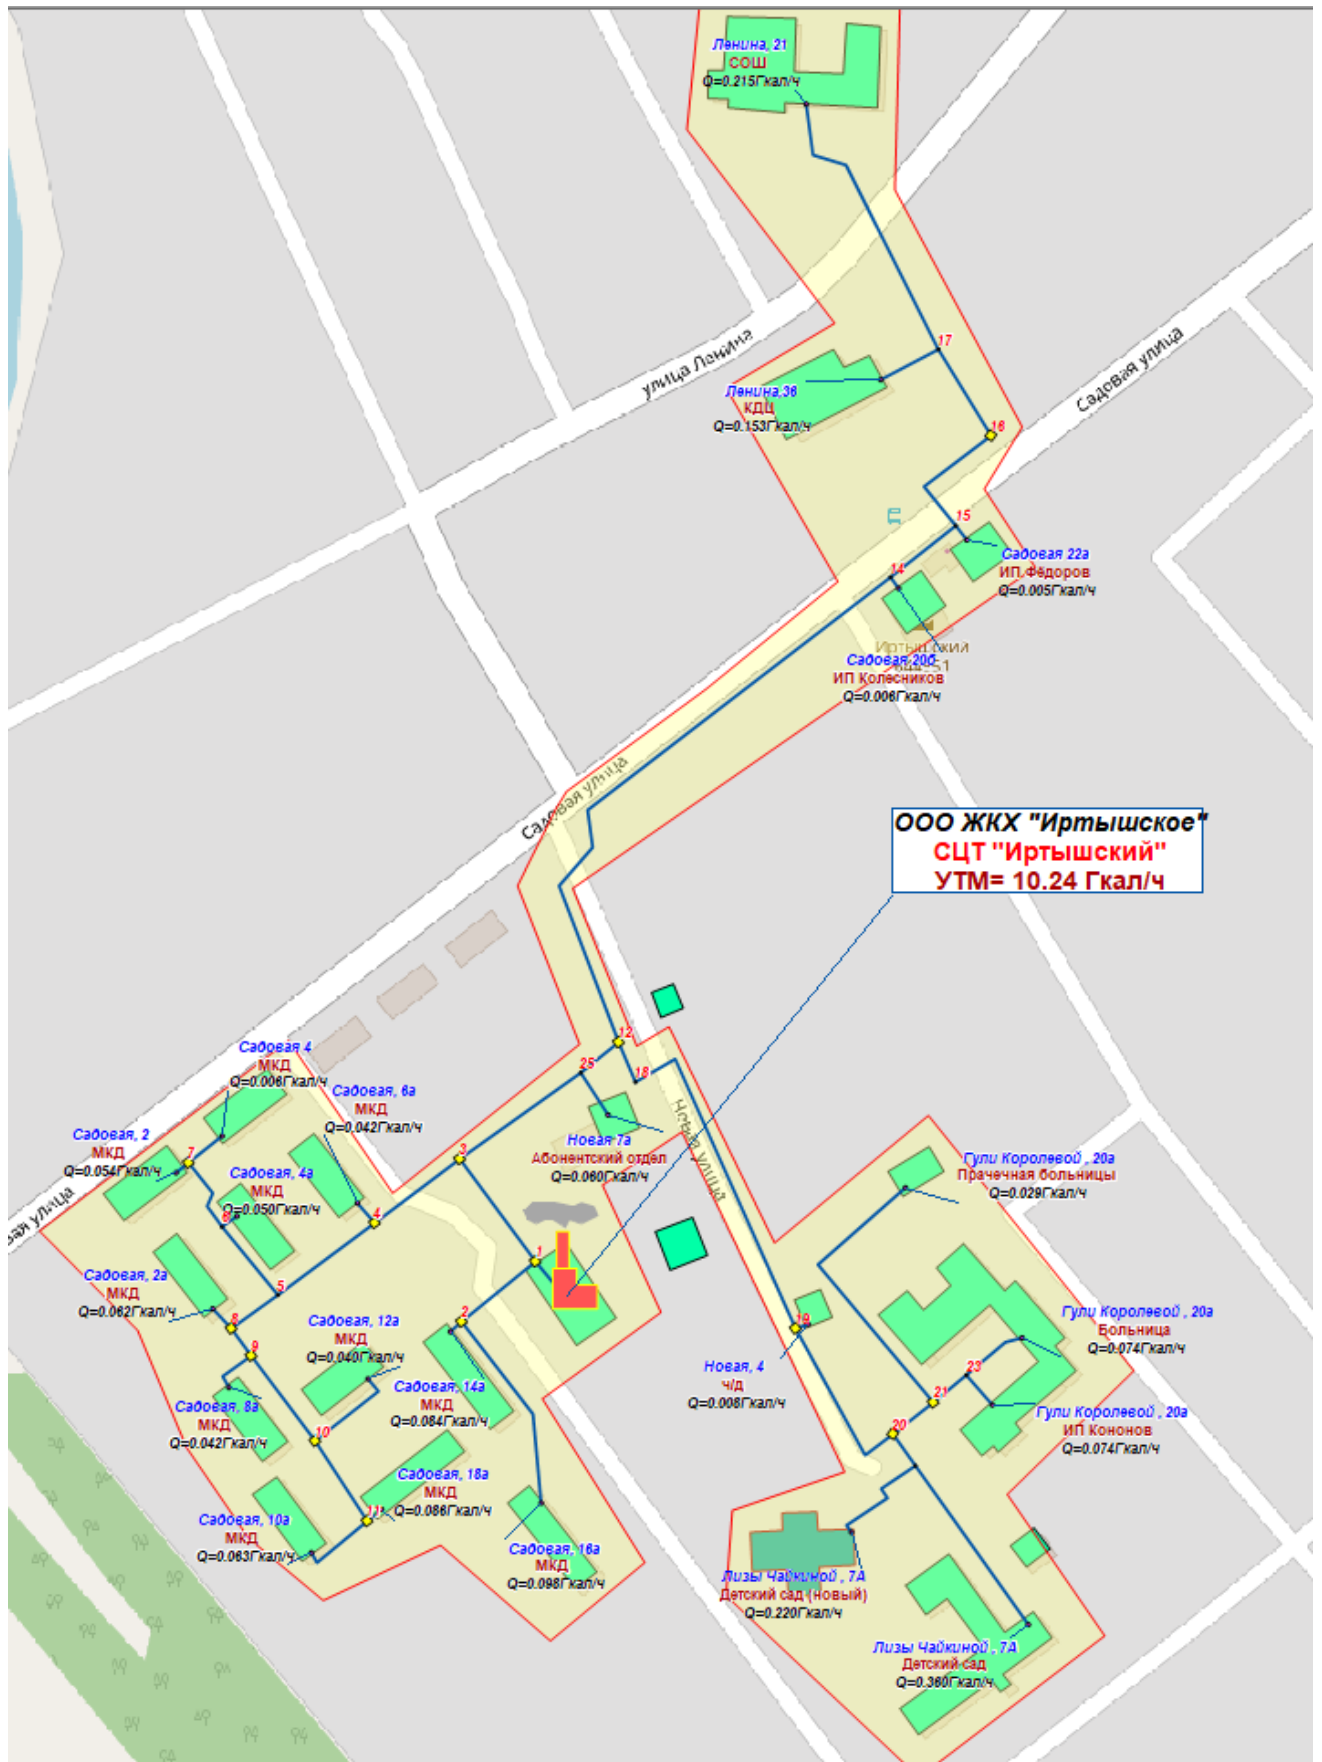 Ленина, 21
СОШ
Q=0.215Гкал/ч
17
улица Ленина
Садовая улица
Ленина,36
КДЦ
Q=0.153Гкал/ч
16
15
Садовая 22а
ИП Фёдоров
Q=0.005Гкал/ч
14
Иртышский
Садовая 20б
ИП Колесников
Q=0.006Гкал/ч
Садовая улица
ООО ЖКХ "Иртышское"
СЦТ "Иртышский"
УТМ= 10.24 Гкал/ч
12
25
18
Новая улица
Садовая 4
МКД
Q=0.006Гкал/ч
Садовая, 6а
МКД
Q=0.042Гкал/ч
Садовая, 2
МКД
Q=0.054Гкал/ч
7
Садовая, 4а
МКД
Q=0.050Гкал/ч
6
3
4
Новая 7а
Абонентский отдел
Q=0.060Гкал/ч
Гули Королевой , 20а
Прачечная больницы
Q=0.029Гкал/ч
вая улица
1
5
Садовая, 2а
МКД
Q=0.062Гкал/ч
8
9
2
Садовая, 12а
МКД
Q=0.040Гкал/ч
19
Гули Королевой , 20а
Больница
Q=0.074Гкал/ч
Новая, 4
ч/д
Q=0.008Гкал/ч
23
21
20
Садовая, 14а
МКД
Q=0.084Гкал/ч
Садовая, 8а
МКД
Q=0.042Гкал/ч
Гули Королевой , 20а
ИП Кононов
Q=0.074Гкал/ч
10
Садовая, 18а
МКД
Q=0.086Гкал/ч
11
Садовая, 10а
МКД
Q=0.063Гкал/ч
Садовая, 16а
МКД
Q=0.098Гкал/ч
Лизы Чайкиной , 7А
Детский сад (новый)
Q=0.220Гкал/ч
Лизы Чайкиной , 7А
Детский сад
Q=0.360Гкал/ч